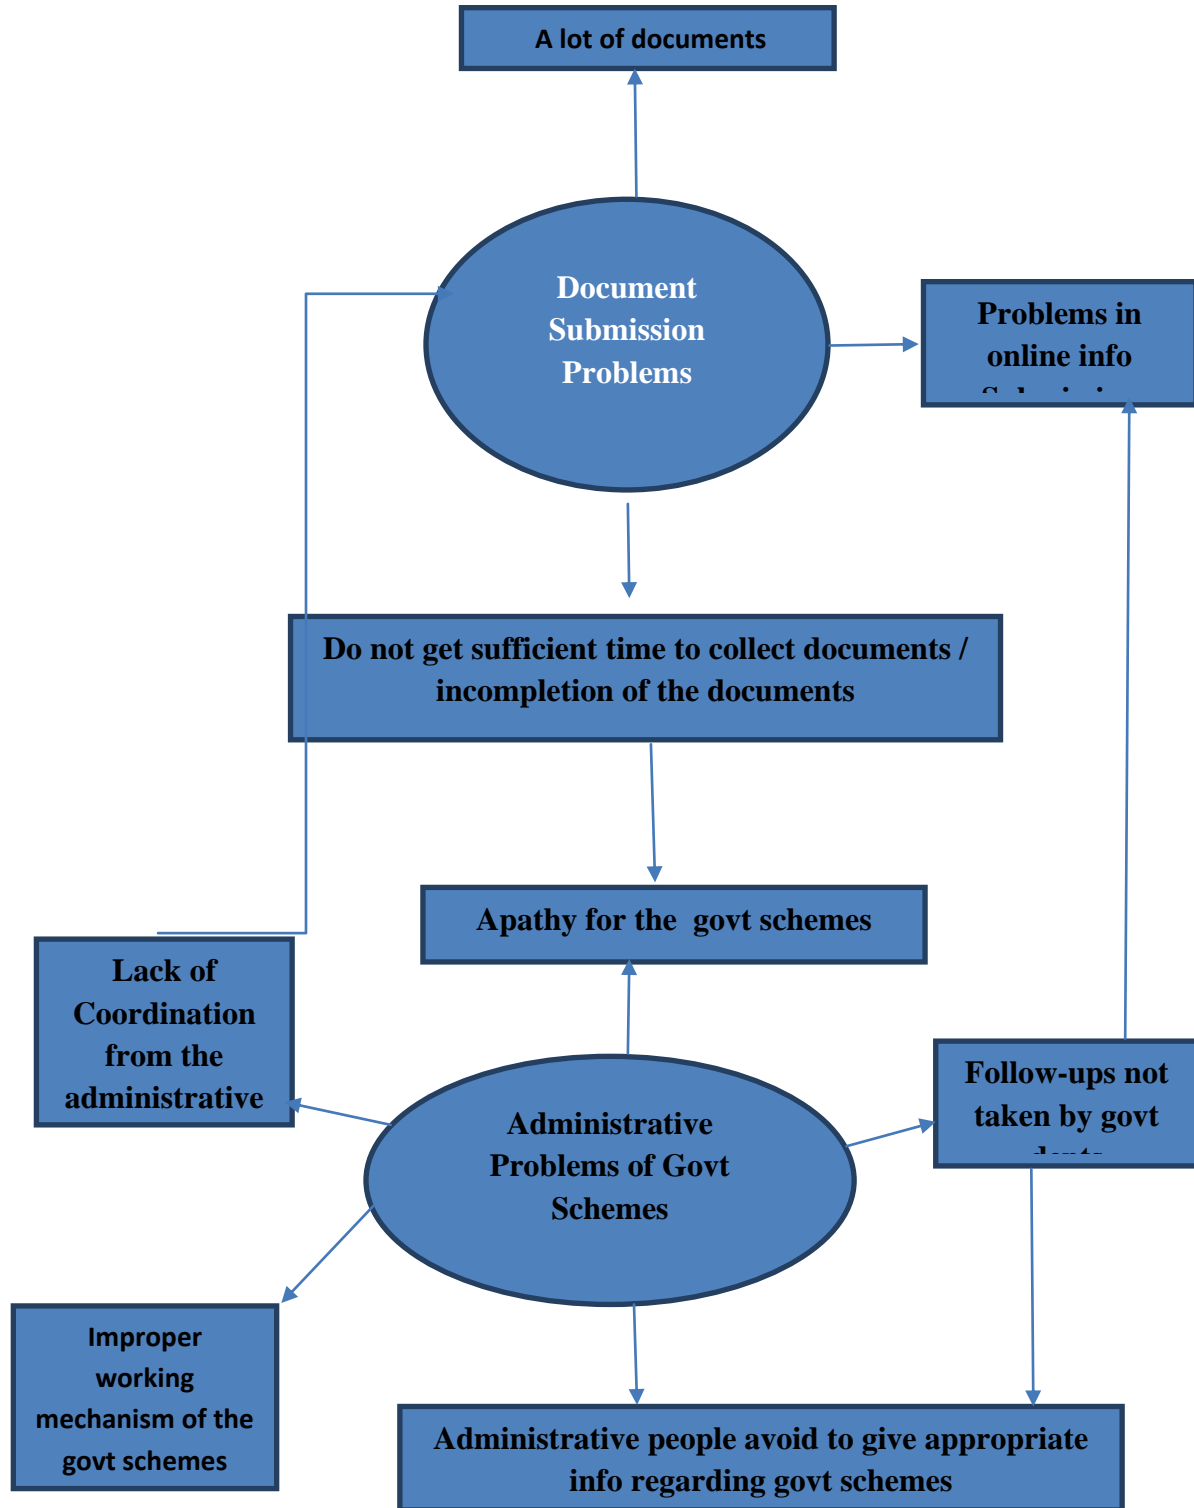 A lot of documents
Document
Submission
Problems
Problems in
online info
Do not get sufficient time to collect documents /
incompletion of the documents
Apathy for the govt schemes
Lack of
Coordination
from the
administrative
Follow-ups not
taken by govt
Administrative
Problems of Govt
Schemes
Improper
working
mechanism of the
govt schemes
Administrative people avoid to give appropriate
info regarding govt schemes